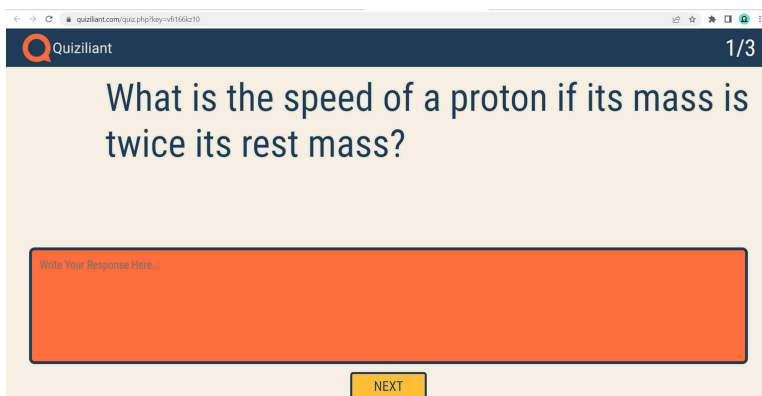 quiziliant.com/quiz.php?key=vfi166kz10
Quiziliant
1/3
What is the speed of a proton if its mass is
twice its rest mass?
Write Your Response Here...
NEXT